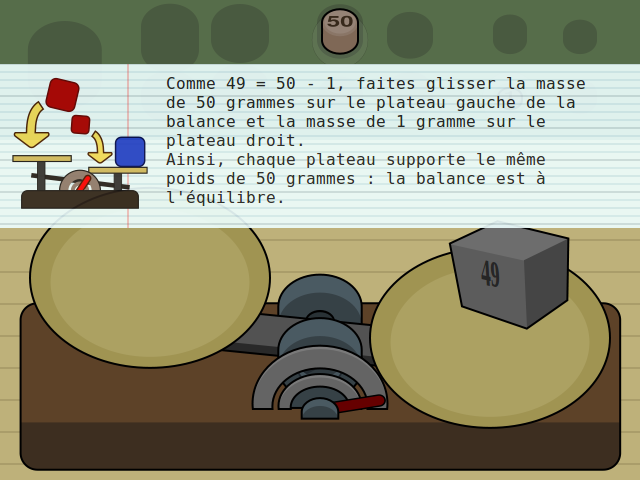 50
Comme 49 = 50 - 1, faites glisser la masse
de 50 grammes sur le plateau gauche de la
balance et la masse de 1 gramme sur le
plateau droit.
Ainsi, chaque plateau supporte le même
poids de 50 grammes : la balance est à
l'équilibre.
49